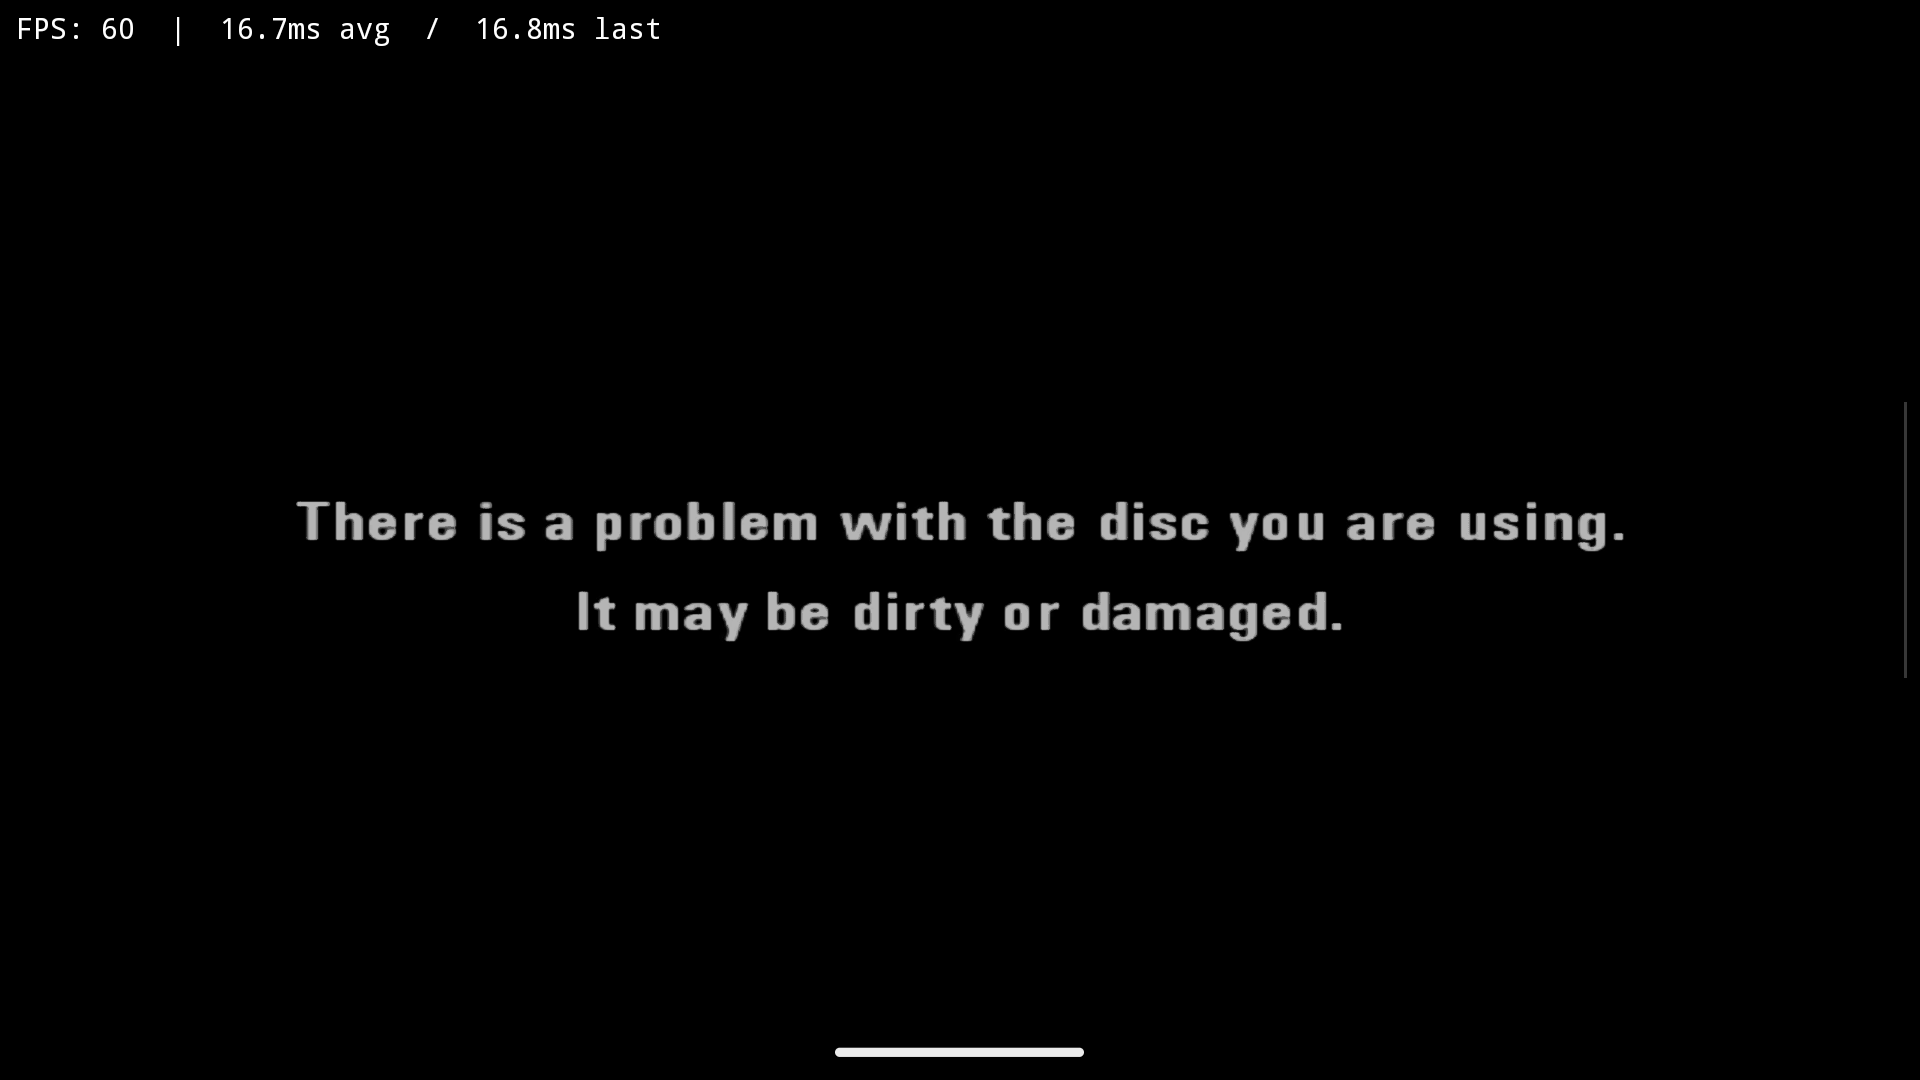 FPS: 60 | 16.7ms avg / 16.8ms last
There is a problem with the disc you are using.
It may be dirty or damaged.